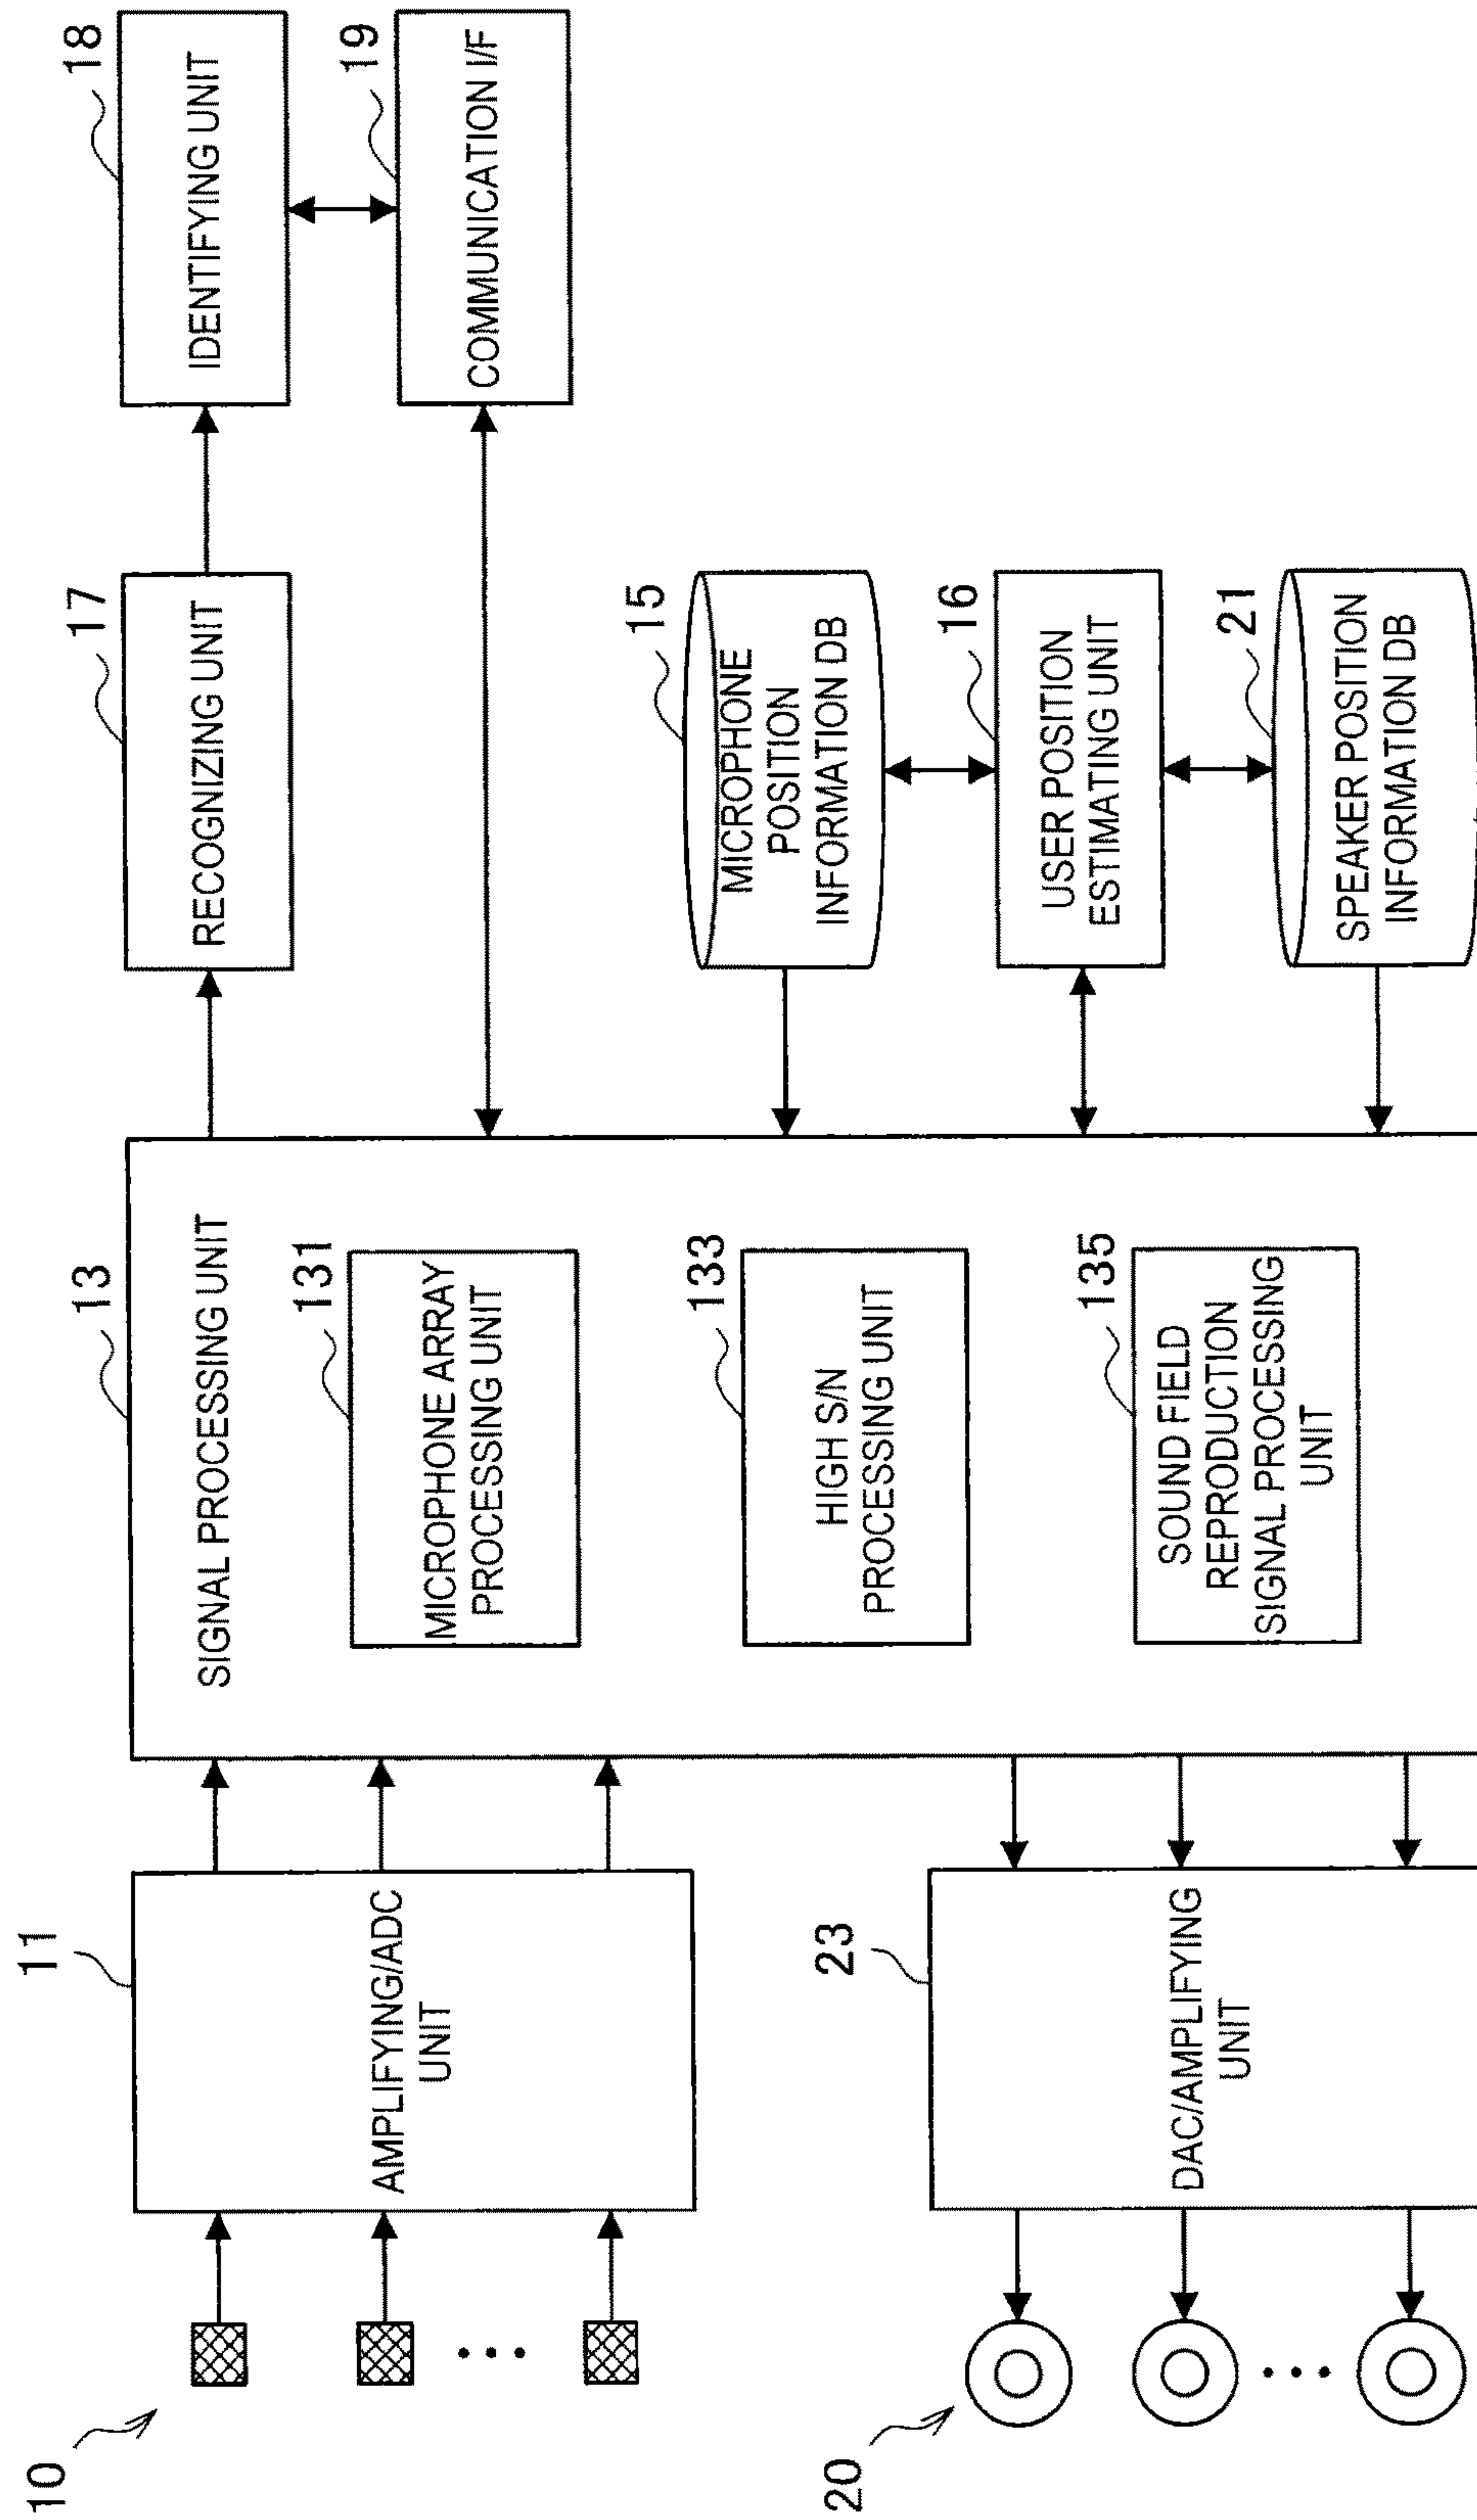 10
11
AMPLIFYING/ADC
UNIT
13
SIGNAL PROCESSING UNIT
131
MICROPHONE ARRAY
PROCESSING UNIT
133
HIGH S/N
PROCESSING UNIT
135
SOUND FIELD
REPRODUCTION
SIGNAL PROCESSING
UNIT
17
RECOGNIZING UNIT
18
IDENTIFYING UNIT
19
COMMUNICATION I/F
15
MICROPHONE
POSITION
INFORMATION DB
16
USER POSITION
ESTIMATING UNIT
21
SPEAKER POSITION
INFORMATION DB
20
23
DAC/AMPLIFYING
UNIT